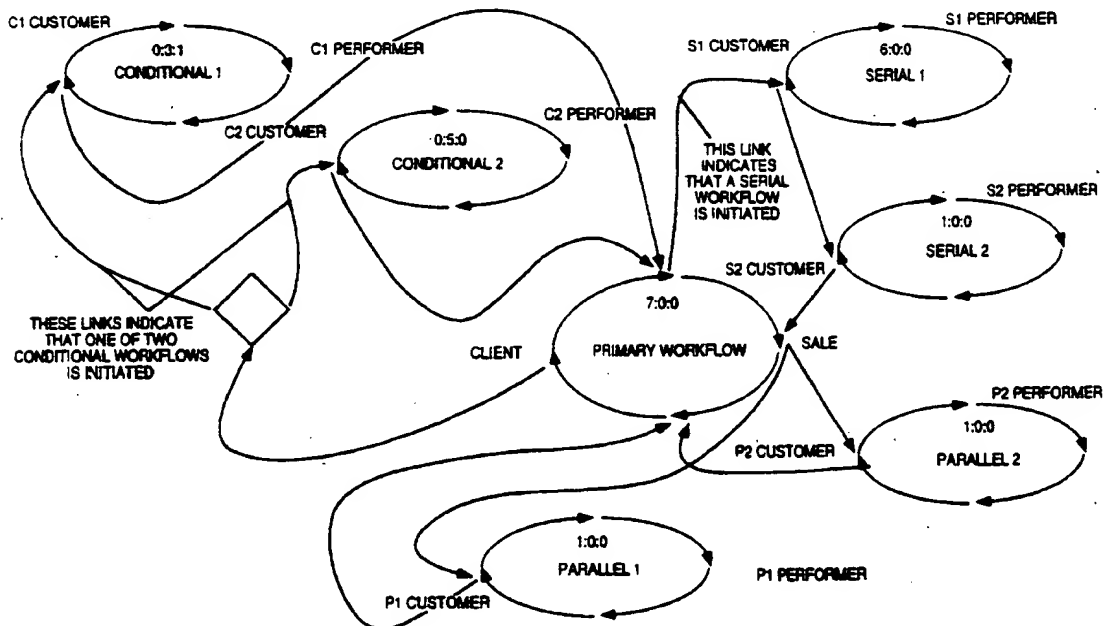 C1 CUSTOMER
0:3:1
CONDITIONAL 1
C1 PERFORMER
S1 CUSTOMER
S1 PERFORMER
6:0:0
SERIAL 1
C2 CUSTOMER
0:5:0
CONDITIONAL 2
C2 PERFORMER
THIS LINK
INDICATES
THAT A SERIAL
WORKFLOW
IS INITIATED
S2 PERFORMER
1:0:0
SERIAL 2
S2 CUSTOMER
THESE LINKS INDICATE
THAT ONE OF TWO
CONDITIONAL WORKFLOWS
IS INITIATED
CLIENT
7:0:0
PRIMARY WORKFLOW
SALE
P2 PERFORMER
1:0:0
PARALLEL 2
P2 CUSTOMER
1:0:0
PARALLEL 1
P1 CUSTOMER
P1 PERFORMER